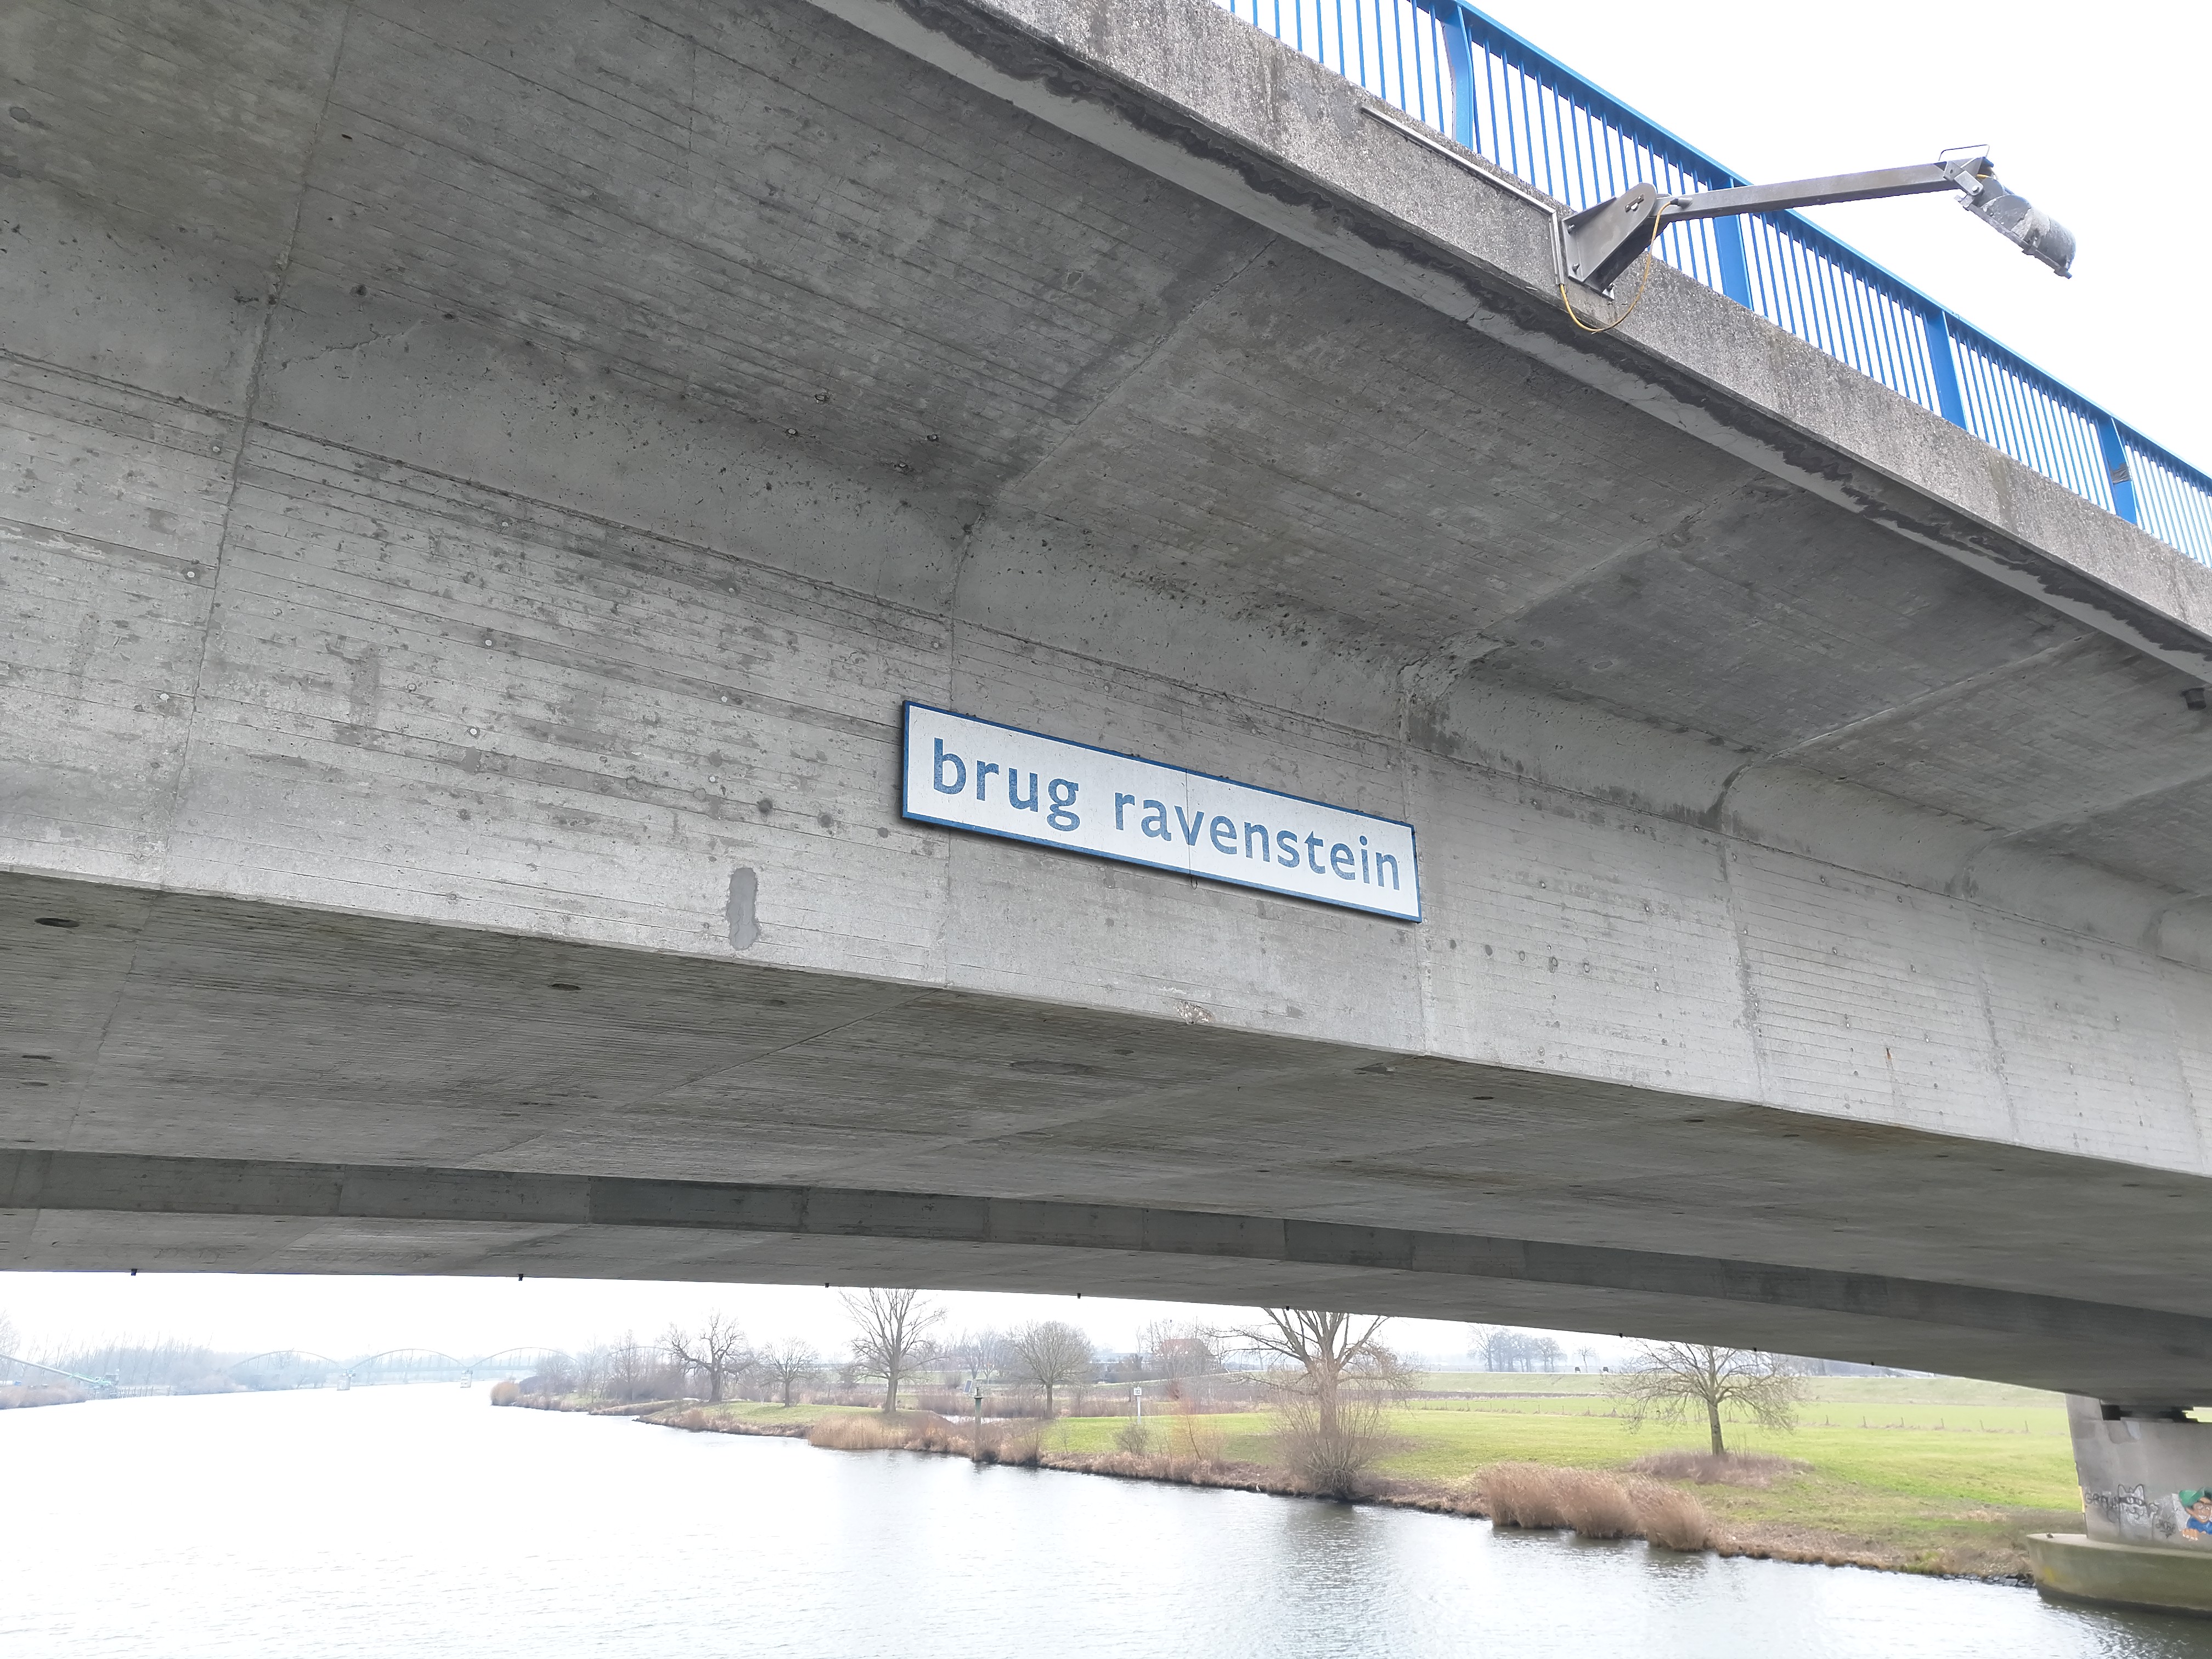 brug ravenstein